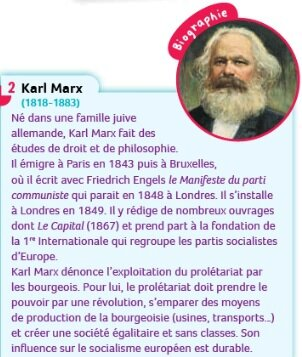 Biographie
2 Karl Marx
(1818-1883)
Né dans une famille juive
allemande, Karl Marx fait des
études de droit et de philosophie.
Il émigre à Paris en 1843 puis à Bruxelles,
où il écrit avec Friedrich Engels le Manifeste du parti
communiste qui parait en 1848 à Londres. Il s'installe
à Londres en 1849. Il y rédige de nombreux ouvrages
dont Le Capital (1867) et prend part à la fondation de
la 1re Internationale qui regroupe les partis socialistes
d'Europe.
Karl Marx dénonce l'exploitation du prolétariat par
les bourgeois. Pour lui, le prolétariat doit prendre le
pouvoir par une révolution, s'emparer des moyens
de production de la bourgeoisie (usines, transports...)
et créer une société égalitaire et sans classes. Son
influence sur le socialisme européen est durable.